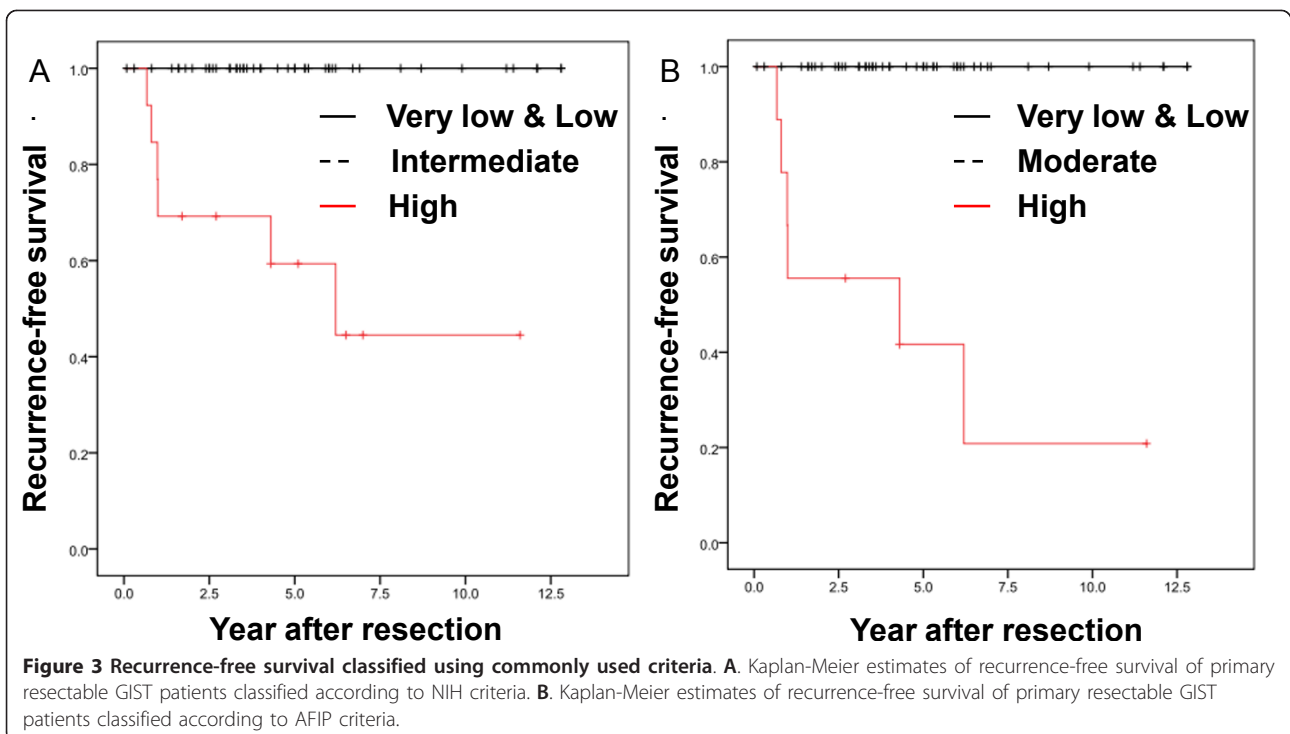 A
Recurrence-free survival
1.0
0.8
0.6
0.4
0.2
0.0
Very low & Low
Intermediate
High
0.0 2.5 5.0 7.5 10.0 12.5
Year after resection
B
Recurrence-free survival
1.0
0.8
0.6
0.4
0.2
0.0
Very low & Low
Moderate
High
0.0 2.5 5.0 7.5 10.0 12.5
Year after resection
Figure 3 Recurrence-free survival classified using commonly used criteria. A. Kaplan-Meier estimates of recurrence-free survival of primary
resectable GIST patients classified according to NIH criteria. B. Kaplan-Meier estimates of recurrence-free survival of primary resectable GIST
patients classified according to AFIP criteria.